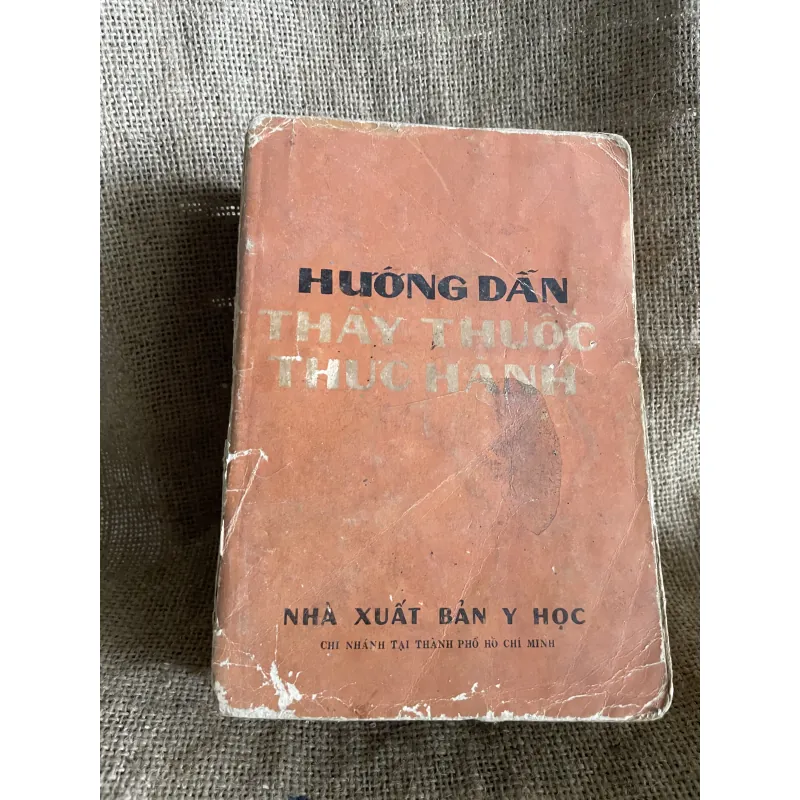 HƯỚNG DẪN
THẦY THUỐC
THỰC HÀNH
NHÀ XUẤT BẢN Y HỌC
CHI NHÁNH TẠI THÀNH PHỐ HỒ CHÍ MINH